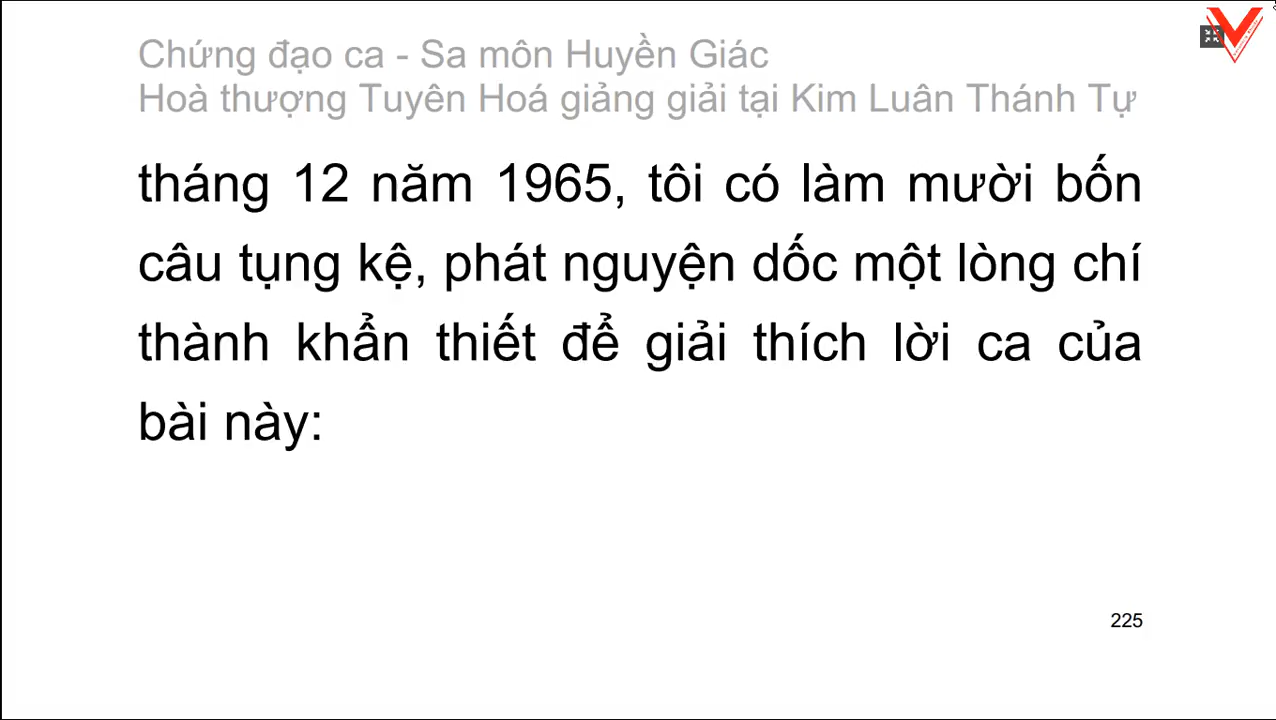 Chứng đạo ca - Sa môn Huyền Giác
Hoà thượng Tuyên Hoá giảng giải tại Kim Luân Thánh Tự
tháng 12 năm 1965, tôi có làm mười bốn
câu tụng kệ, phát nguyện dốc một lòng chí
thành khẩn thiết để giải thích lời ca của
bài này:
225